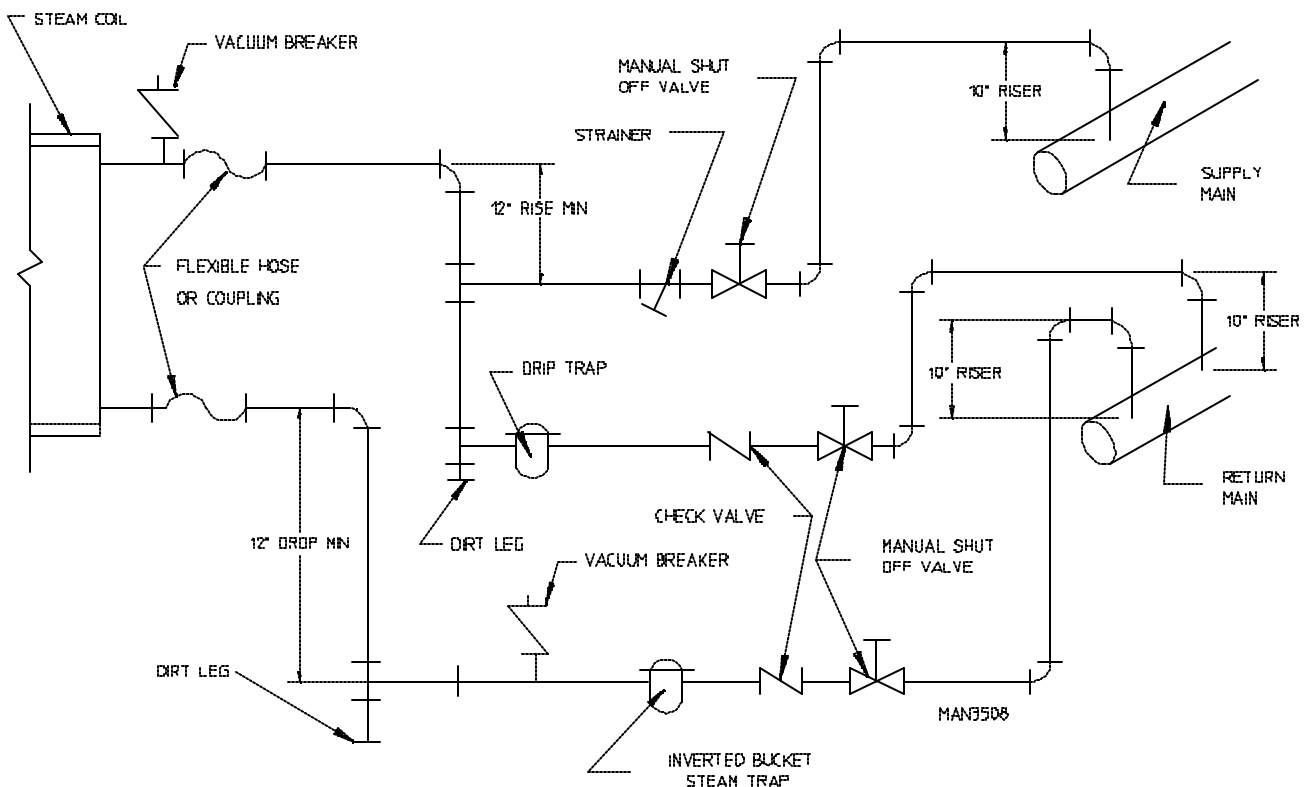 STEAM COIL
VACUUM BREAKER
MANUAL SHUT
OFF VALVE
10" RISER
STRAINER
SUPPLY
MAIN
12" RISE MIN
FLEXIBLE HOSE
OR COUPLING
10" RISER
DRIP TRAP
10" RISER
RETURN
MAIN
CHECK VALVE
12" DROP MIN
DIRT LEG
MANUAL SHUT
OFF VALVE
VACUUM BREAKER
DIRT LEG
MAN3508
INVERTED BUCKET
STEAM TRAP